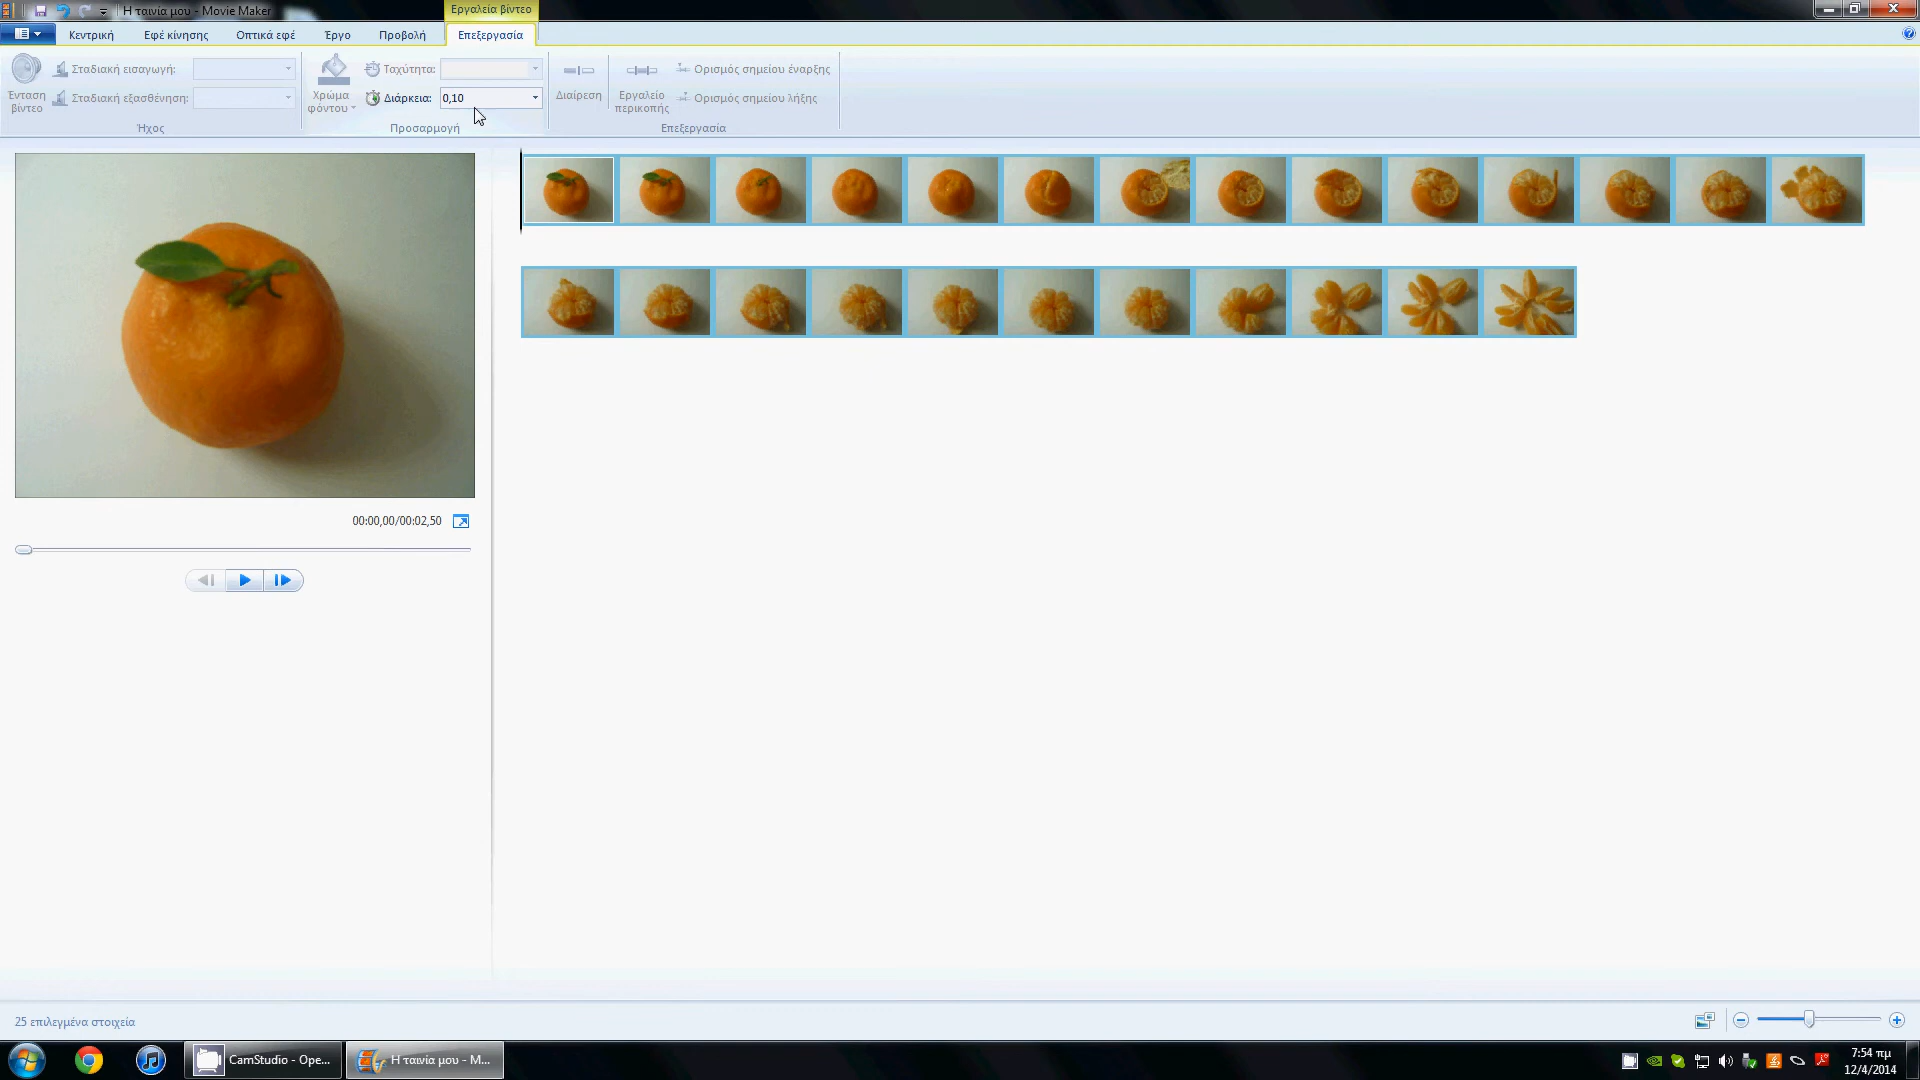 Η ταινία μου - Movie Maker
Εργαλεία βίντεο
Κεντρική
Εφέ κίνησης
Οπτικά εφέ
Έργο
Προβολή
Επεξεργασία
Ένταση
βίντεο
Σταδιακή εισαγωγή:
Σταδιακή εξασθένηση:
Ήχος
Χρώμα
φόντου
Ταχύτητα:
Διάρκεια: 0,10
Προσαρμογή
Διαίρεση
Εργαλείο
περικοπής
Ορισμός σημείου έναρξης
Ορισμός σημείου λήξης
Επεξεργασία
00:00,00/00:02,50
25 επιλεγμένα στοιχεία
CamStudio - Ope...
Η ταινία μου - M...
7:54 πμ
12/4/2014